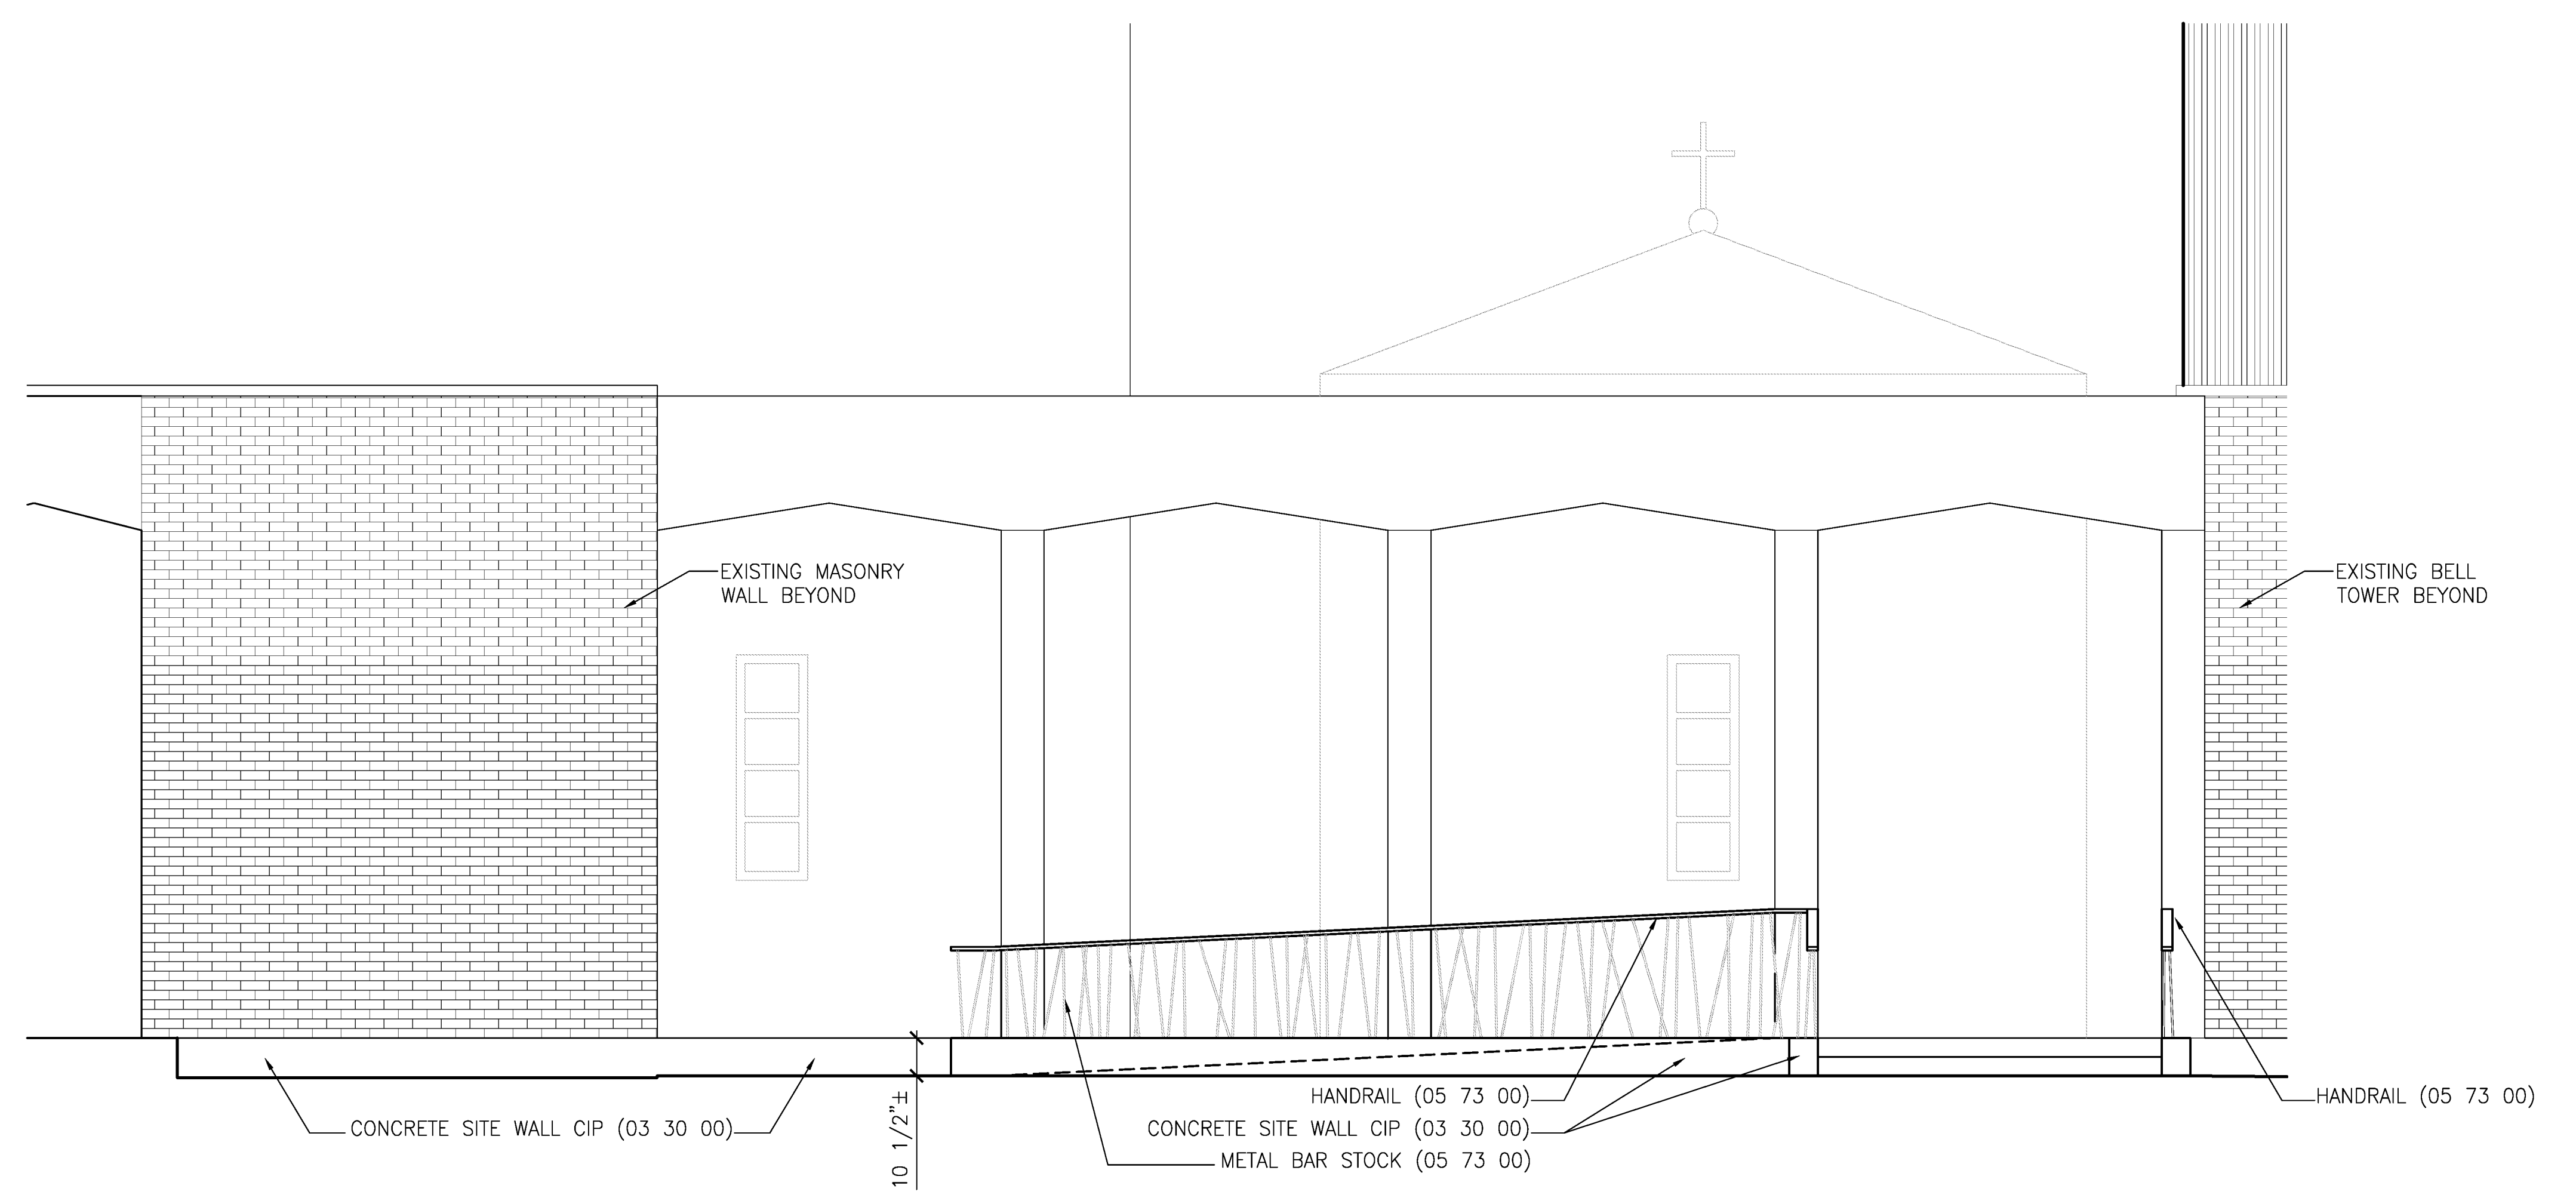 EXISTING MASONRY
WALL BEYOND
EXISTING BELL
TOWER BEYOND
HANDRAIL (05 73 00)
HANDRAIL (05 73 00)
CONCRETE SITE WALL CIP (03 30 00)
CONCRETE SITE WALL CIP (03 30 00)
METAL BAR STOCK (05 73 00)
10 1/2"±